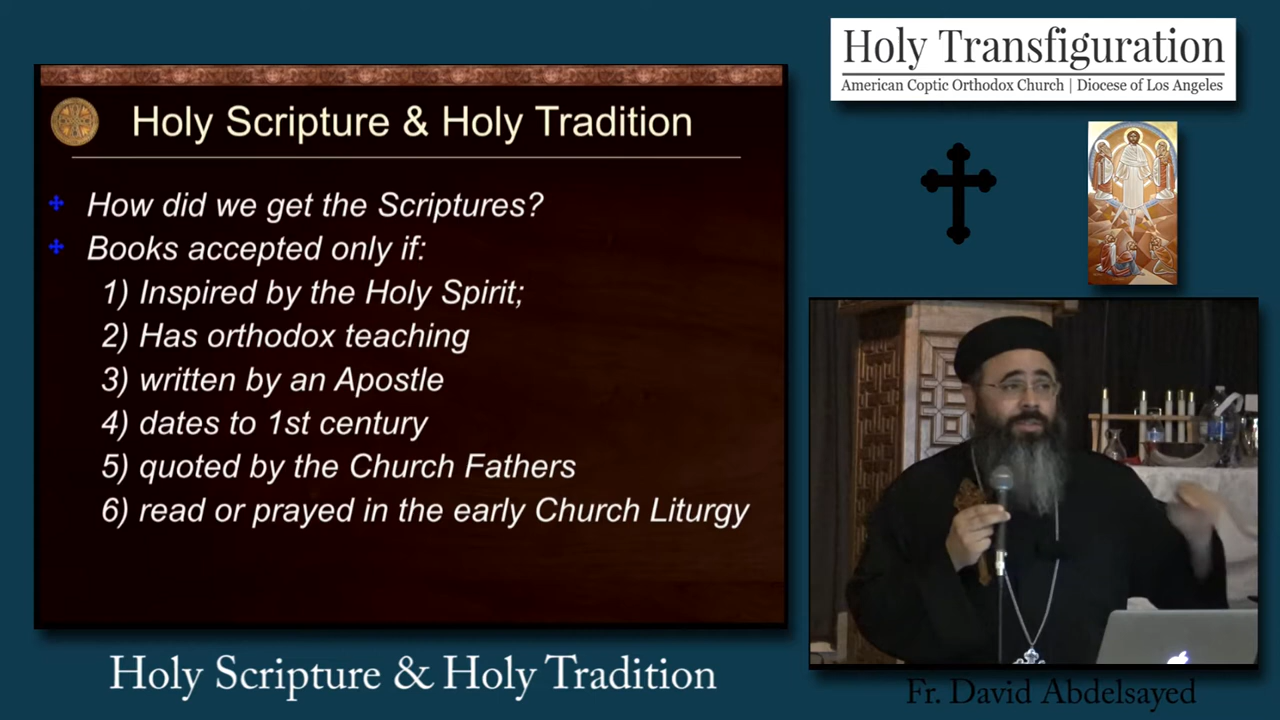 Holy Transfiguration
American Coptic Orthodox Church | Diocese of Los Angeles
Holy Scripture & Holy Tradition
How did we get the Scriptures?
Books accepted only if:
1) Inspired by the Holy Spirit;
2) Has orthodox teaching
3) written by an Apostle
4) dates to 1st century
5) quoted by the Church Fathers
6) read or prayed in the early Church Liturgy
Holy Scripture & Holy Tradition
Fr. David Abdelsayed